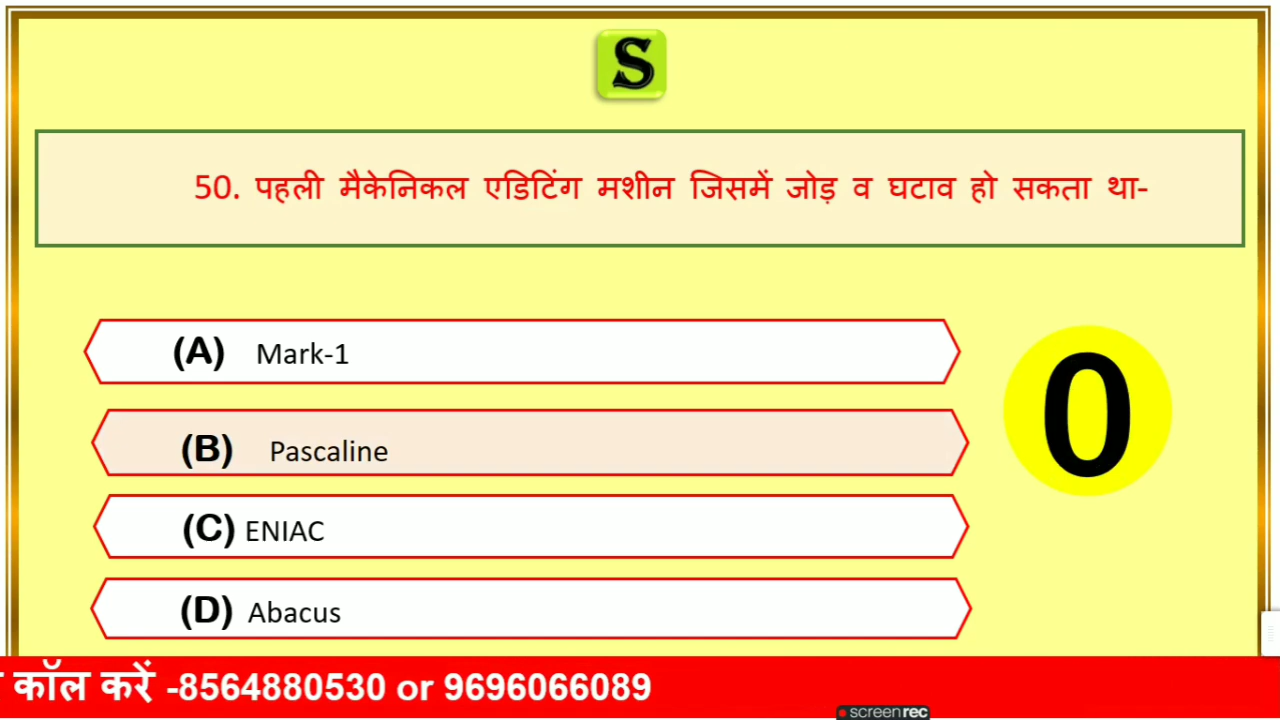 S
50. पहली मैकेनिकल एडिटिंग मशीन जिसमें जोड़ व घटाव हो सकता था-
(A) Mark-1
0
(B) Pascaline
(C) ENIAC
(D) Abacus
कॉल करें -8564880530 or 9696066089
screenrec